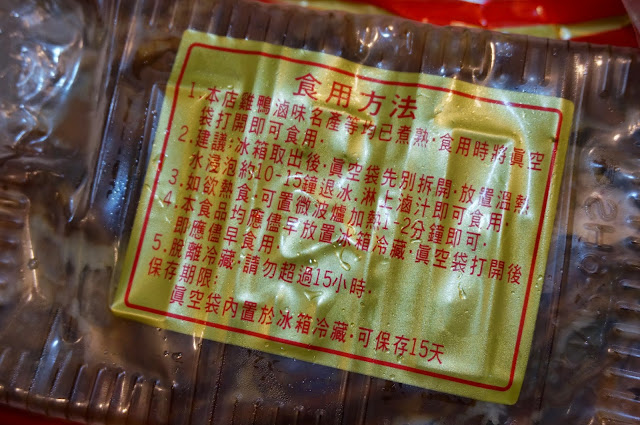 食用方法
1.本店雞鴨滷味名產等均已煮熟.食用時將真空
袋打開即可食用.
2.建議:冰箱取出後.真空袋先別拆開.放置溫熱
水浸泡約10-15鐘退冰.淋上滷汁即可食用.
3.如欲熱食.可置微波爐加熱1-2分鐘即可.
4.本食品均應儘早放置冰箱冷藏.真空袋打開後
即應儘早食用.
5.脫離冷藏.請勿超過15小時.
保存期限:
真空袋內置於冰箱冷藏.可保存15天